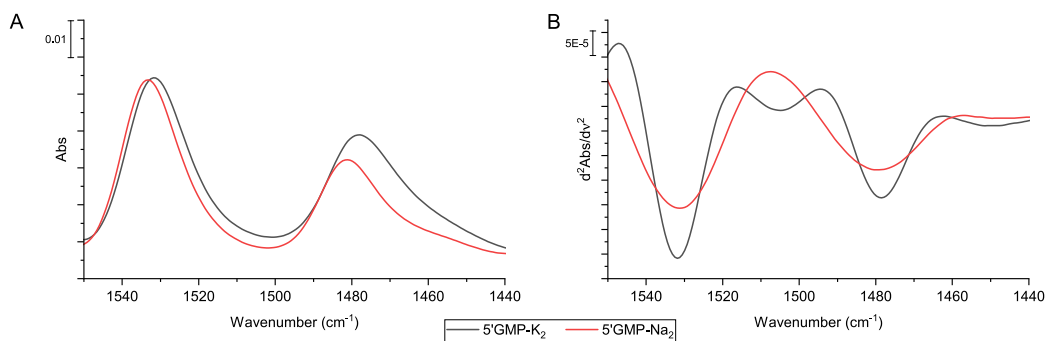 A
0.01
Abs
1540 1520 1500 1480 1460 1440
Wavenumber (cm⁻¹)
B
5E-5
d²Abs/dv²
1540 1520 1500 1480 1460 1440
Wavenumber (cm⁻¹)
5'GMP-K₂ 5'GMP-Na₂